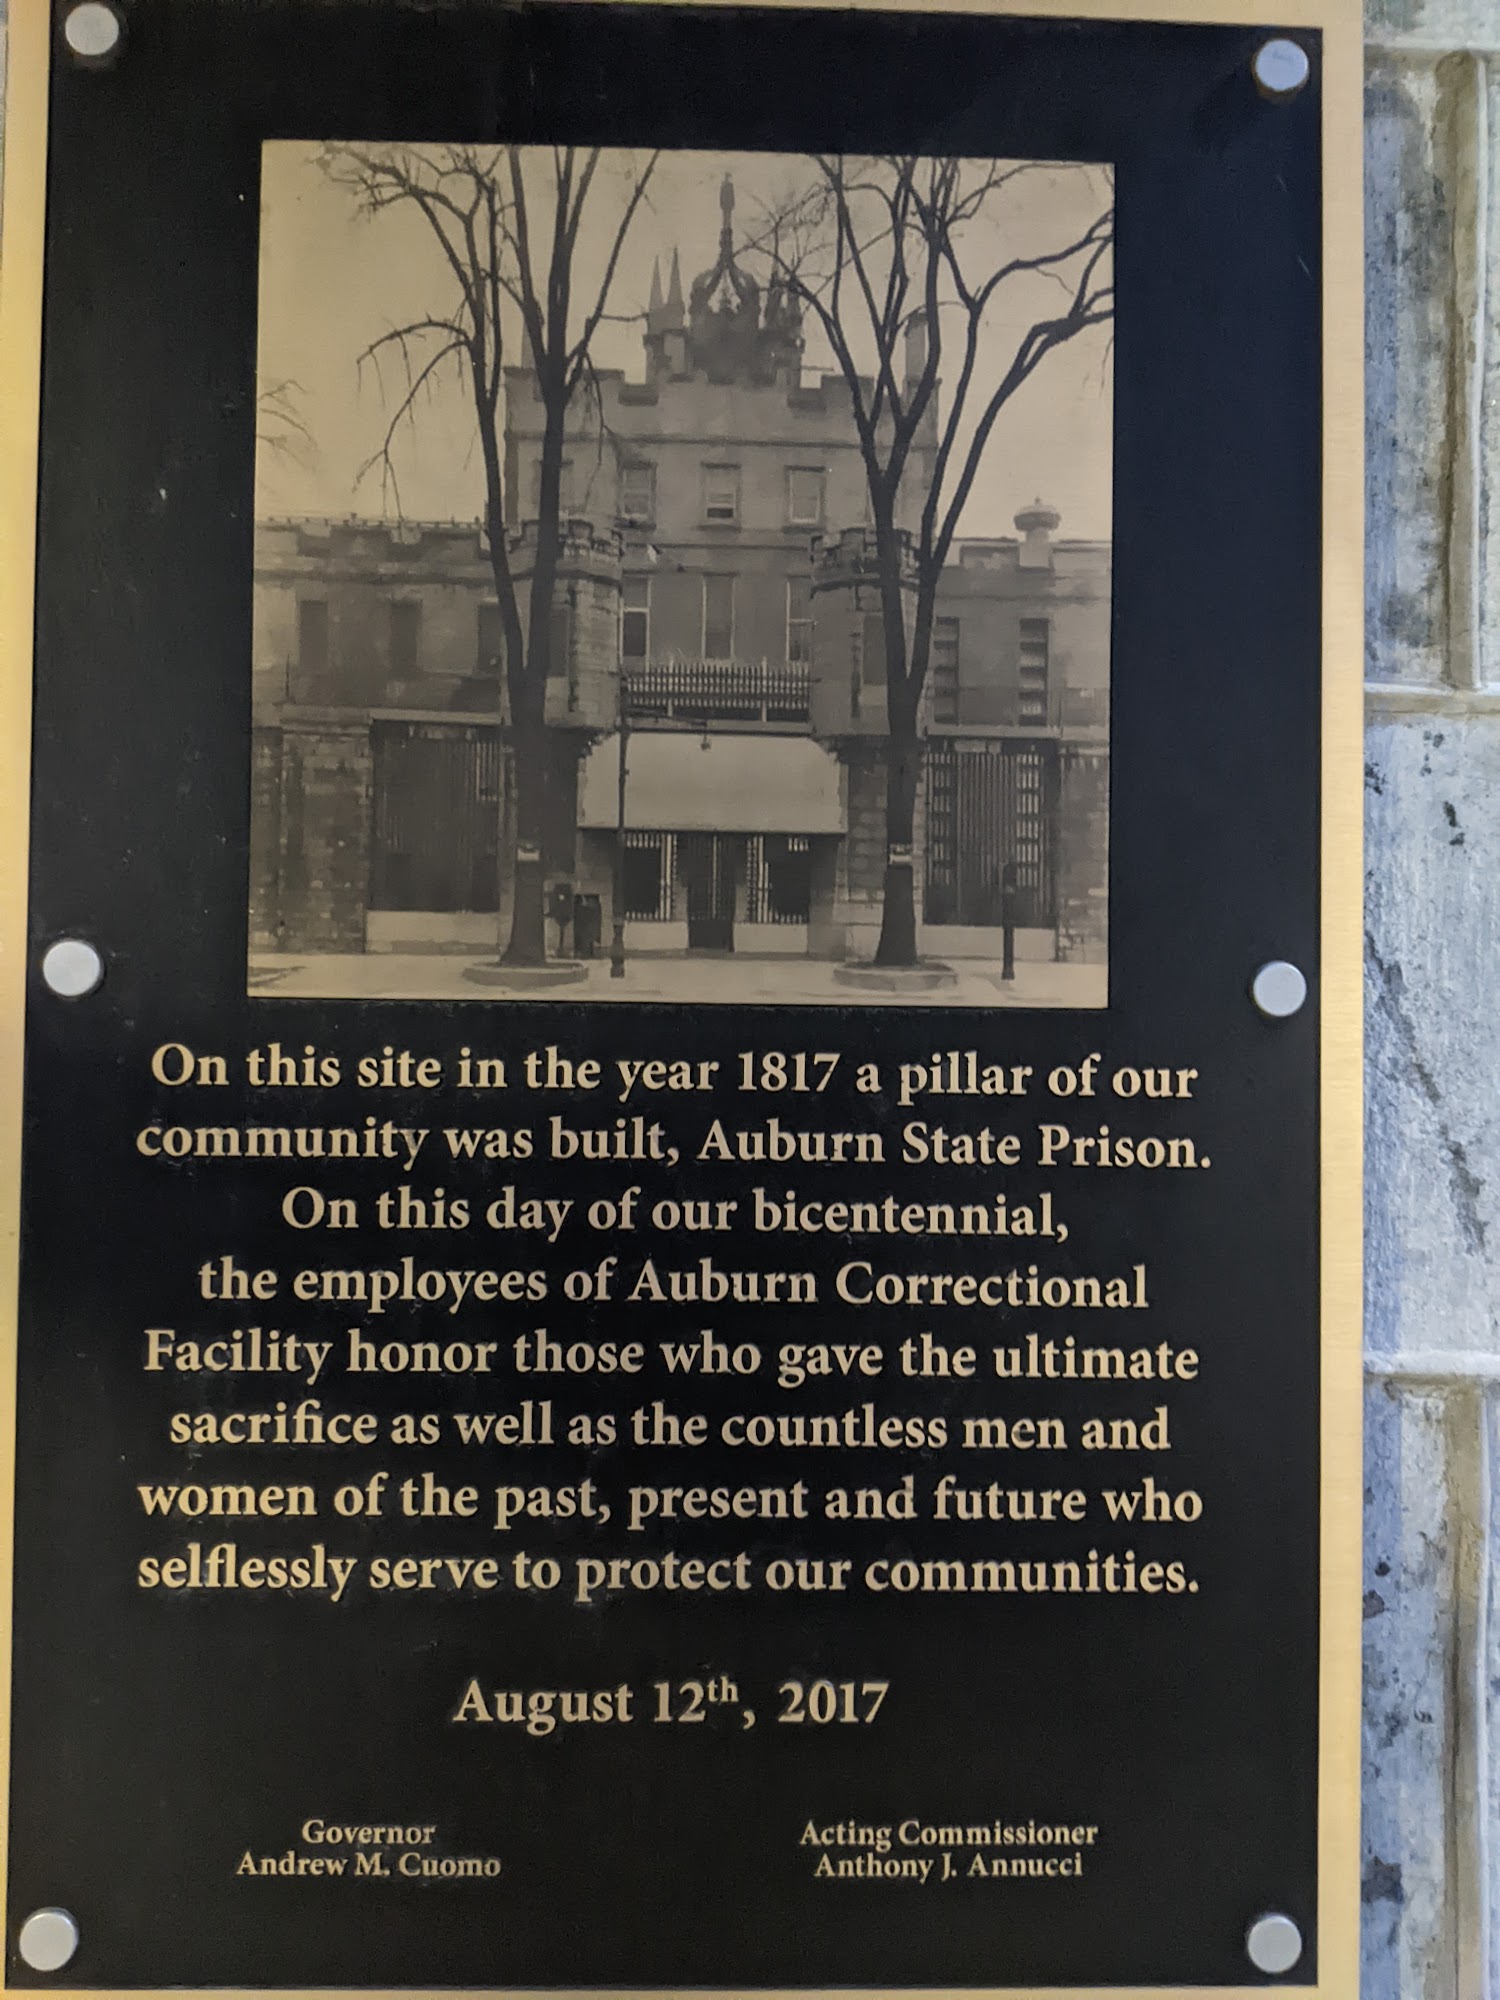 On this site in the year 1817 a pillar of our
community was built, Auburn State Prison.
On this day of our bicentennial,
the employees of Auburn Correctional
Facility honor those who gave the ultimate
sacrifice as well as the countless men and
women of the past, present and future who
selflessly serve to protect our communities.
August 12th, 2017
Governor
Andrew M. Cuomo
Acting Commissioner
Anthony J. Annucci